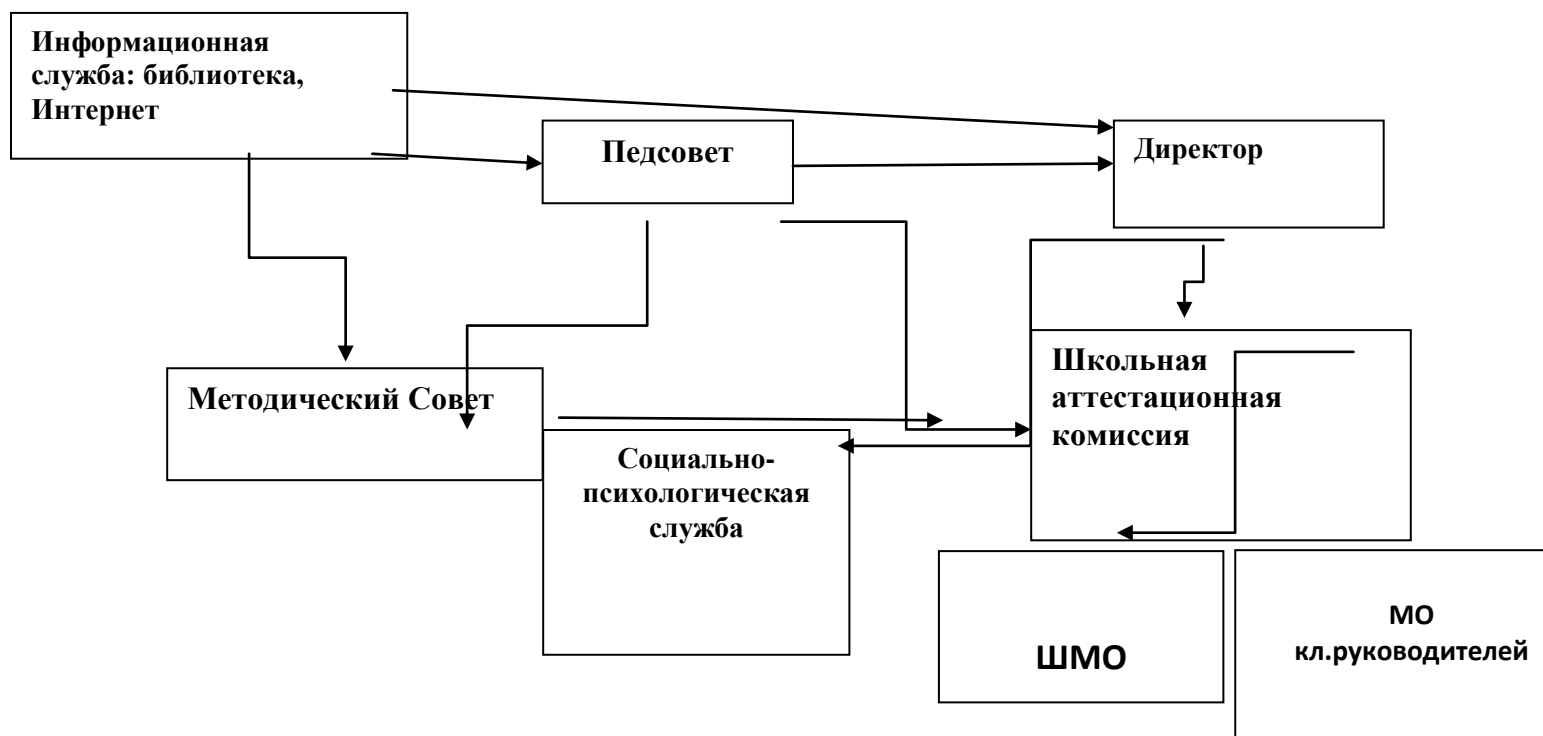 Информационная
служба: библиотека,
Интернет
Педсовет
Директор
Методический Совет
Школьная
аттестационная
комиссия
Социально-
психологическая
служба
ШМО
МО
кл.руководителей